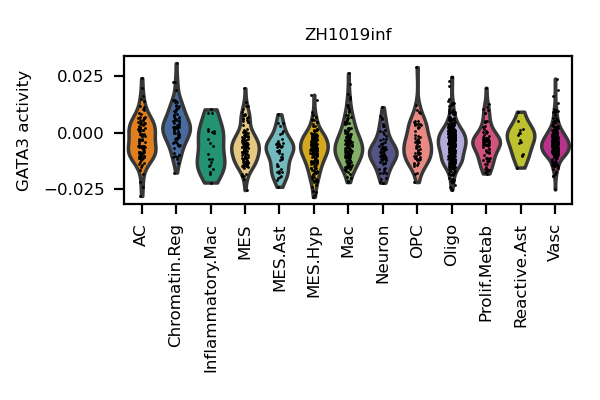 ZH1019inf
GATA3 activity
0.025
0.000
−0.025
AC
Chromatin.Reg
Inflammatory.Mac
MES
MES.Ast
MES.Hyp
Mac
Neuron
OPC
Oligo
Prolif.Metab
Reactive.Ast
Vasc